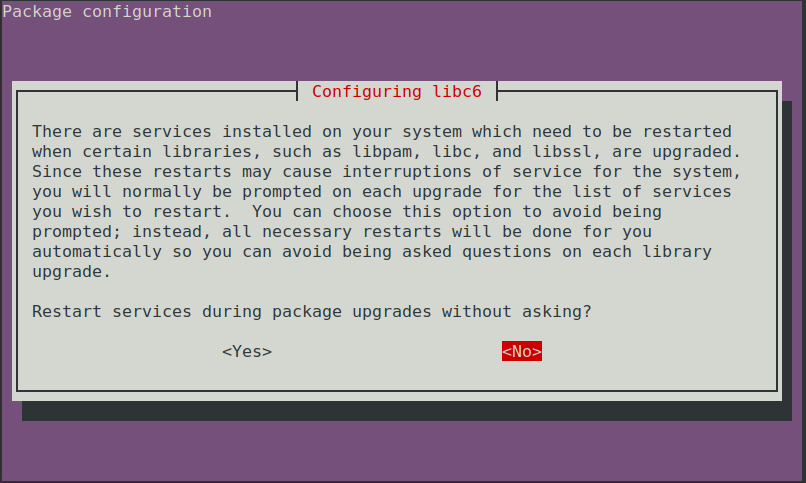 Package configuration
Configuring libc6
There are services installed on your system which need to be restarted
when certain libraries, such as libpam, libc, and libssl, are upgraded.
Since these restarts may cause interruptions of service for the system,
you will normally be prompted on each upgrade for the list of services
you wish to restart.  You can choose this option to avoid being
prompted; instead, all necessary restarts will be done for you
automatically so you can avoid being asked questions on each library
upgrade.
Restart services during package upgrades without asking?
<Yes> <No>